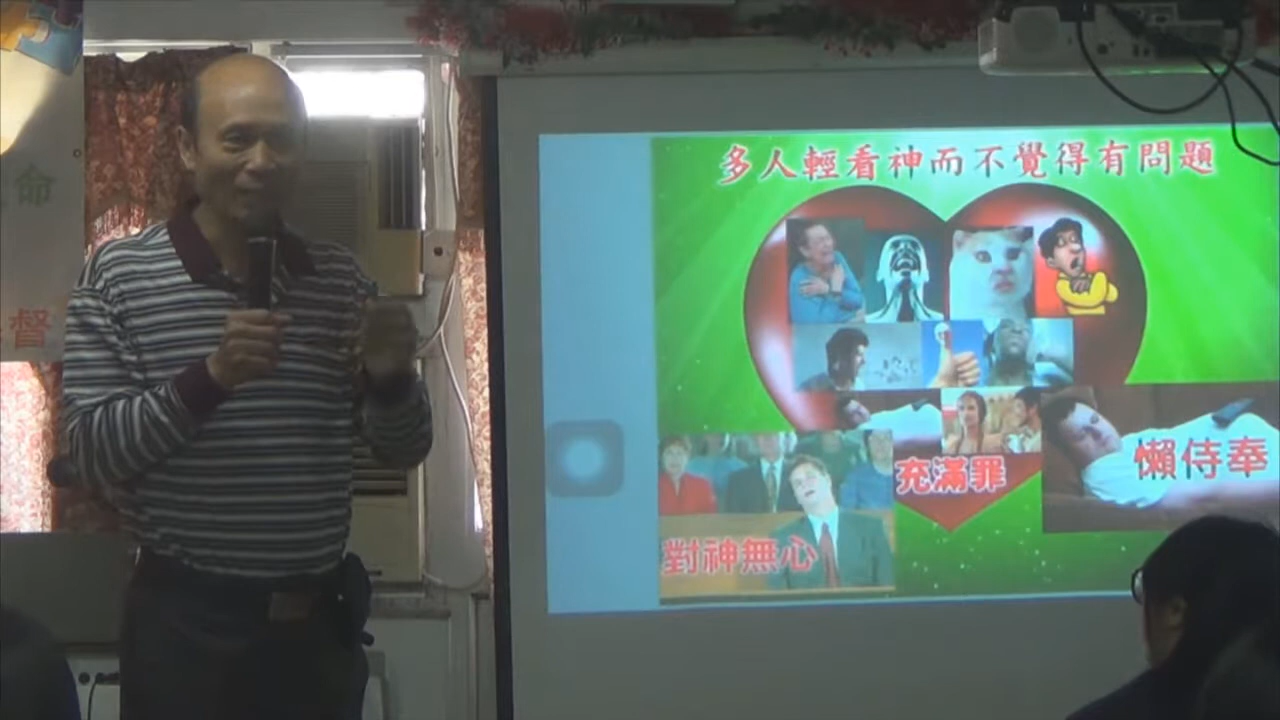 命
督
多人輕看神而不覺得有問題
充滿罪
懶侍奉
對神無心